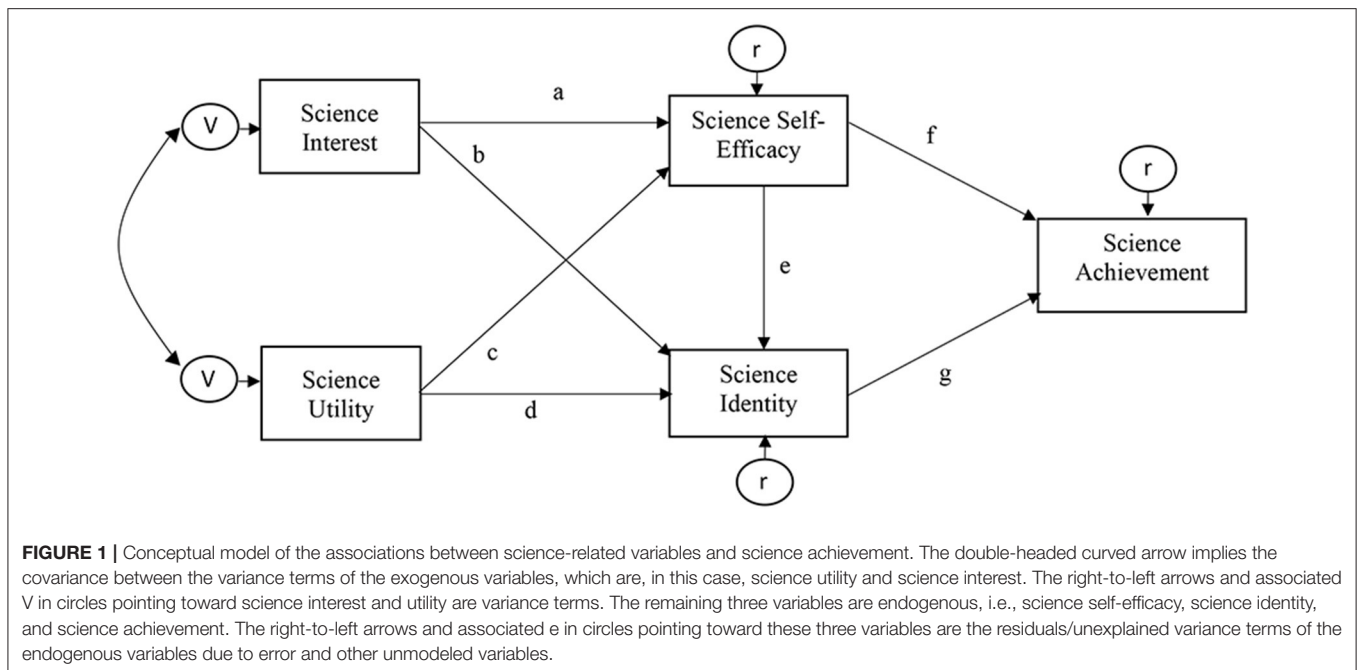 r
a
Science
Interest
V
Science Self-
Efficacy
f
b
r
Science
Achievement
e
c
V
Science
Utility
d
Science
Identity
g
r
FIGURE 1 | Conceptual model of the associations between science-related variables and science achievement. The double-headed curved arrow implies the
covariance between the variance terms of the exogenous variables, which are, in this case, science utility and science interest. The right-to-left arrows and associated
V in circles pointing toward science interest and utility are variance terms. The remaining three variables are endogenous, i.e., science self-efficacy, science identity,
and science achievement. The right-to-left arrows and associated e in circles pointing toward these three variables are the residuals/unexplained variance terms of the
endogenous variables due to error and other unmodeled variables.